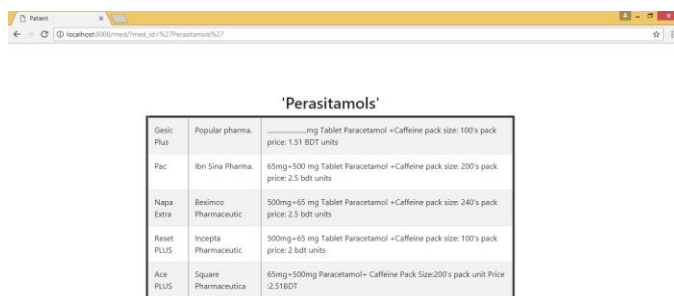 Patient
localhost:8000/med/?med_id=%27Perasitamols%27
'Perasitamols'
Gesic Plus
Popular pharma.
....................mg Tablet Paracetamol +Caffeine pack size: 100's pack
price: 1.51 BDT units
Pac
Ibn Sina Pharma.
65mg+500 mg Tablet Paracetamol +Caffeine pack size: 200's pack
price: 2.5 bdt units
Napa Extra
Beximco Pharmaceutic
500mg+65 mg Tablet Paracetamol +Caffeine pack size: 240's pack
price: 2.5 bdt units
Reset PLUS
Incepta Pharmaceutic
500mg+65 mg Tablet Paracetamol +Caffeine pack size: 100's pack
price: 2 bdt units
Ace PLUS
Square Pharmaceutica
65mg+500mg Paracetamol+ Caffeine Pack Size:200's pack unit Price
:2.51BDT